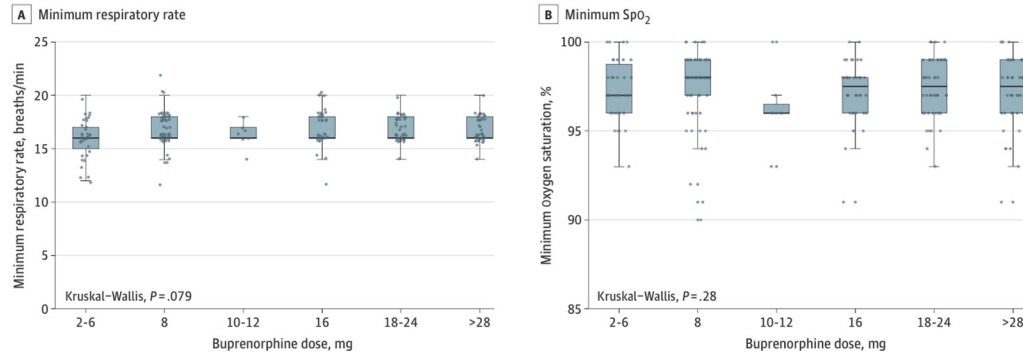 A Minimum respiratory rate
25
20
15
10
5
0
Minimum respiratory rate, breaths/min
Kruskal–Wallis, P = .079
2-6 8 10-12 16 18-24 >28
Buprenorphine dose, mg
B Minimum SpO2
100
95
90
85
Minimum oxygen saturation, %
Kruskal–Wallis, P = .28
2-6 8 10-12 16 18-24 >28
Buprenorphine dose, mg